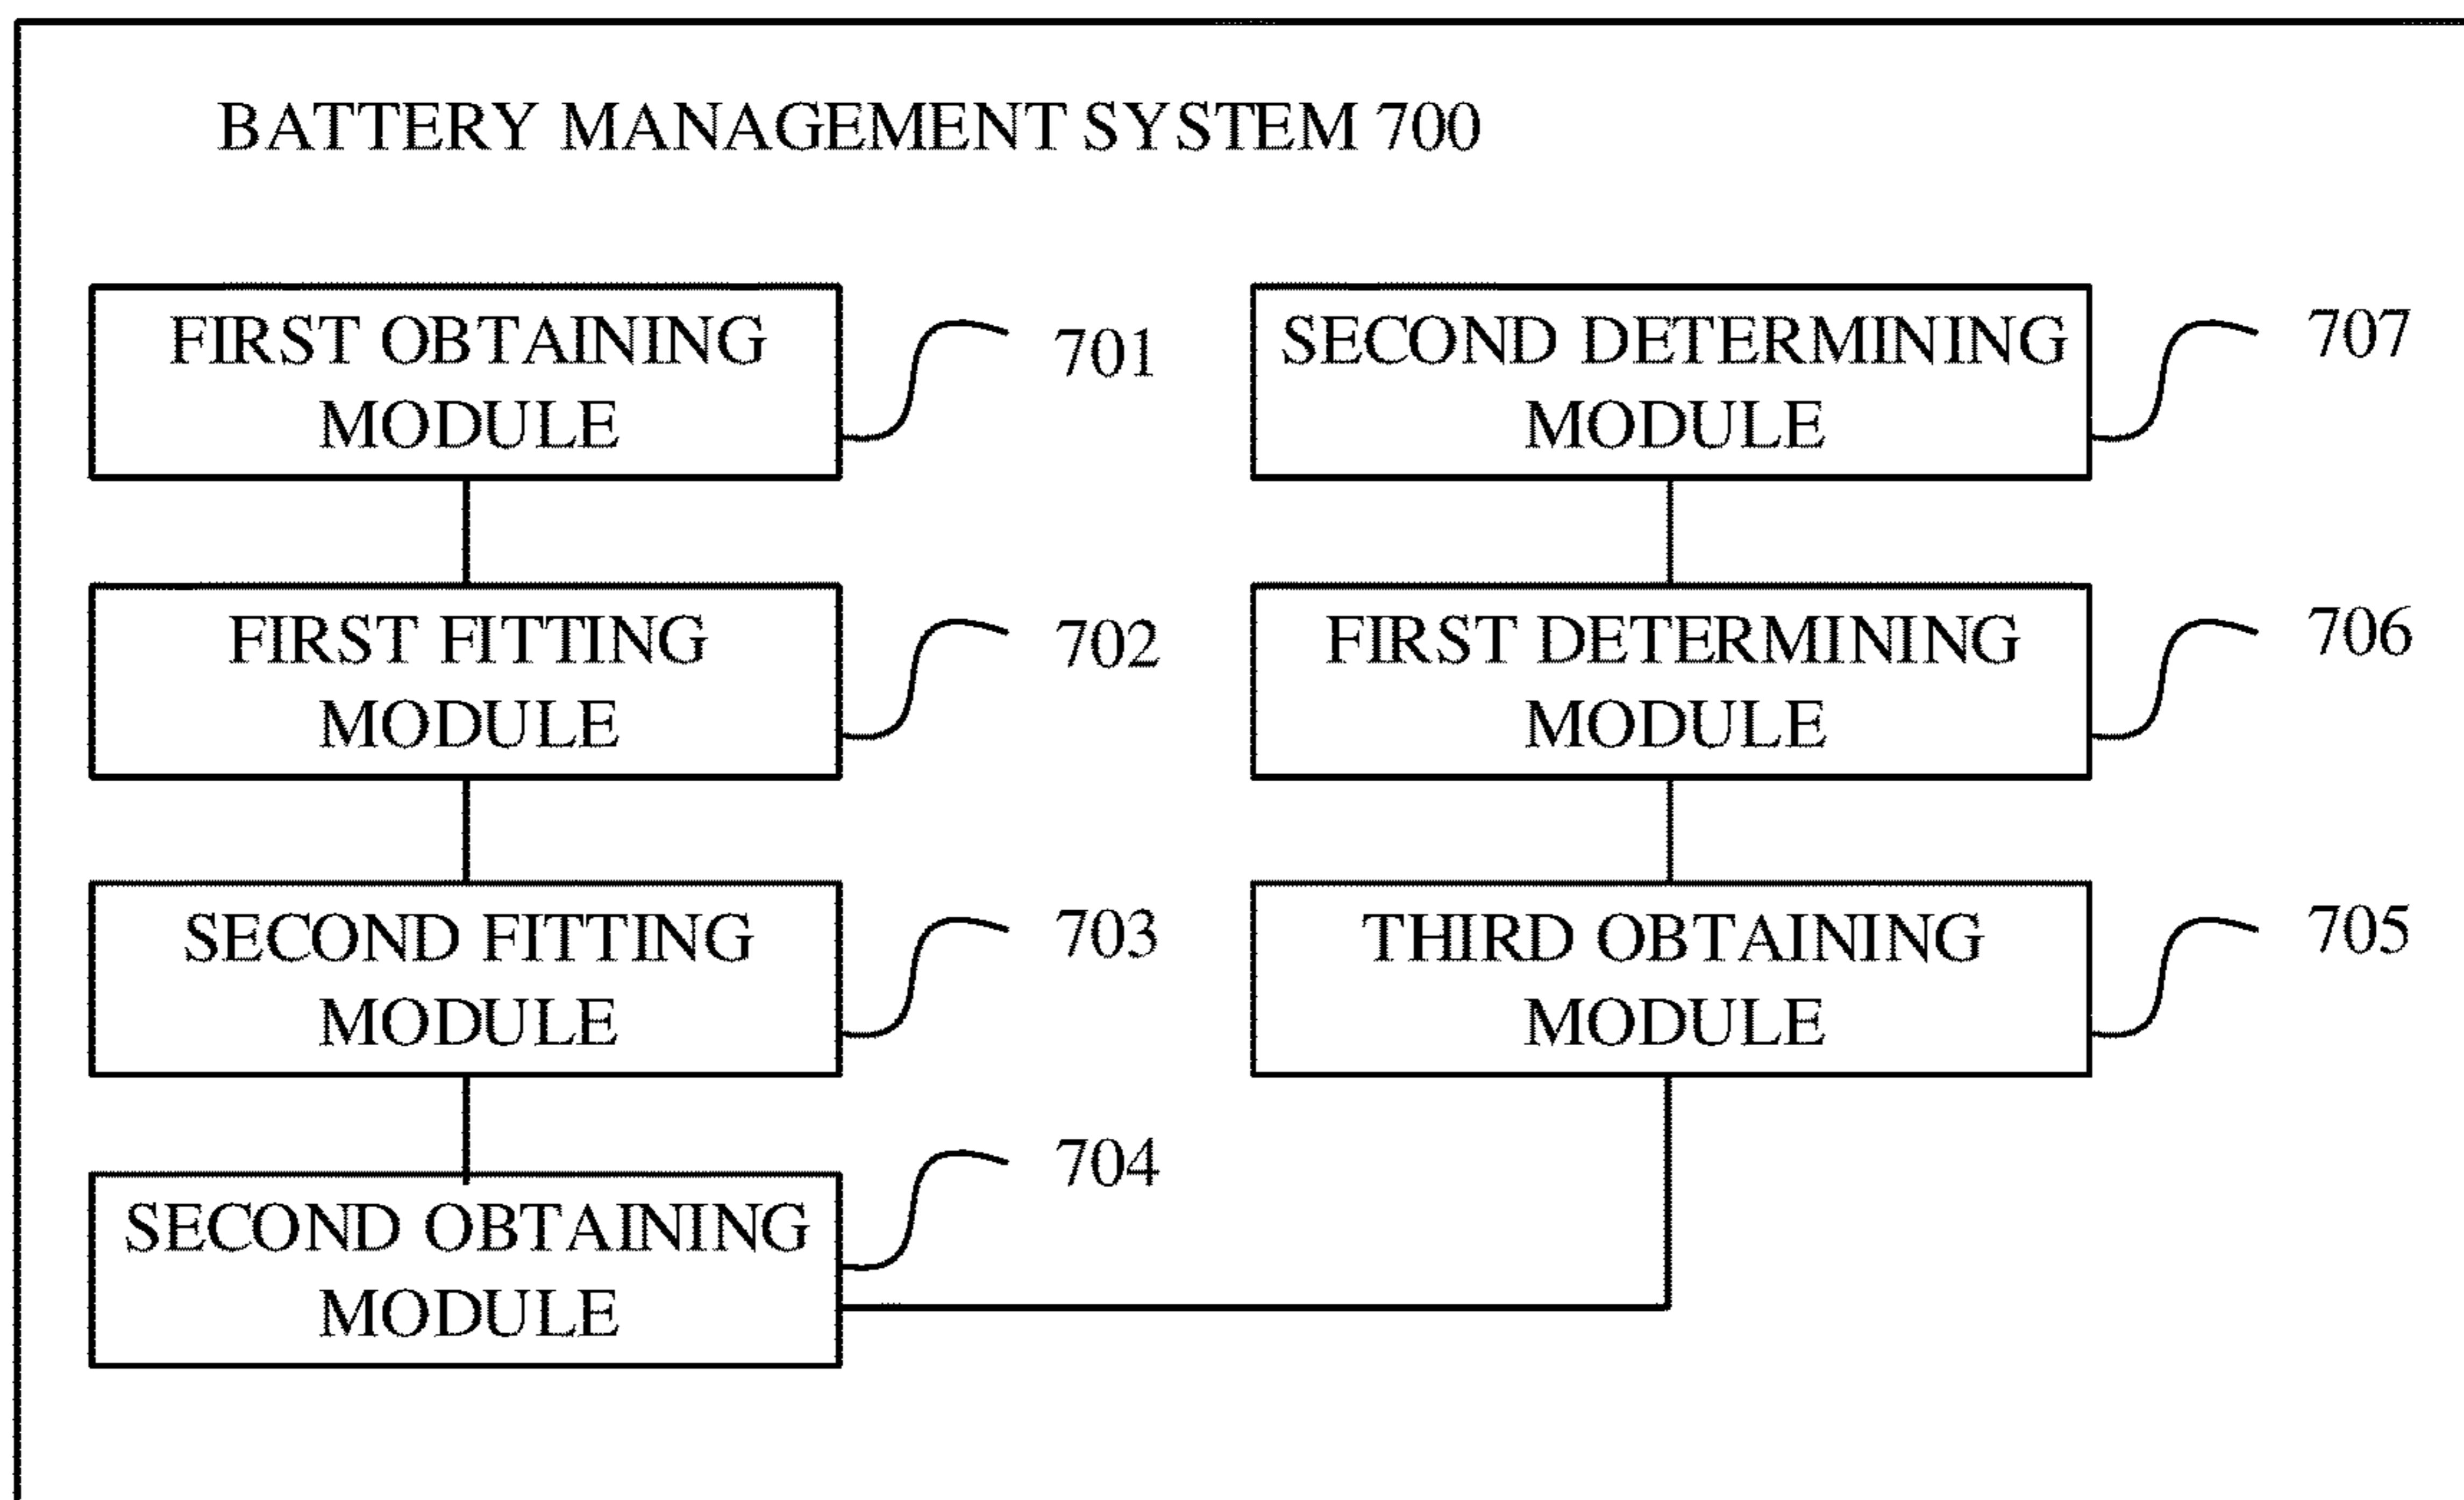 BATTERY MANAGEMENT SYSTEM 700
FIRST OBTAINING
MODULE
701
FIRST FITTING
MODULE
702
SECOND FITTING
MODULE
703
SECOND OBTAINING
MODULE
704
SECOND DETERMINING
MODULE
707
FIRST DETERMINING
MODULE
706
THIRD OBTAINING
MODULE
705